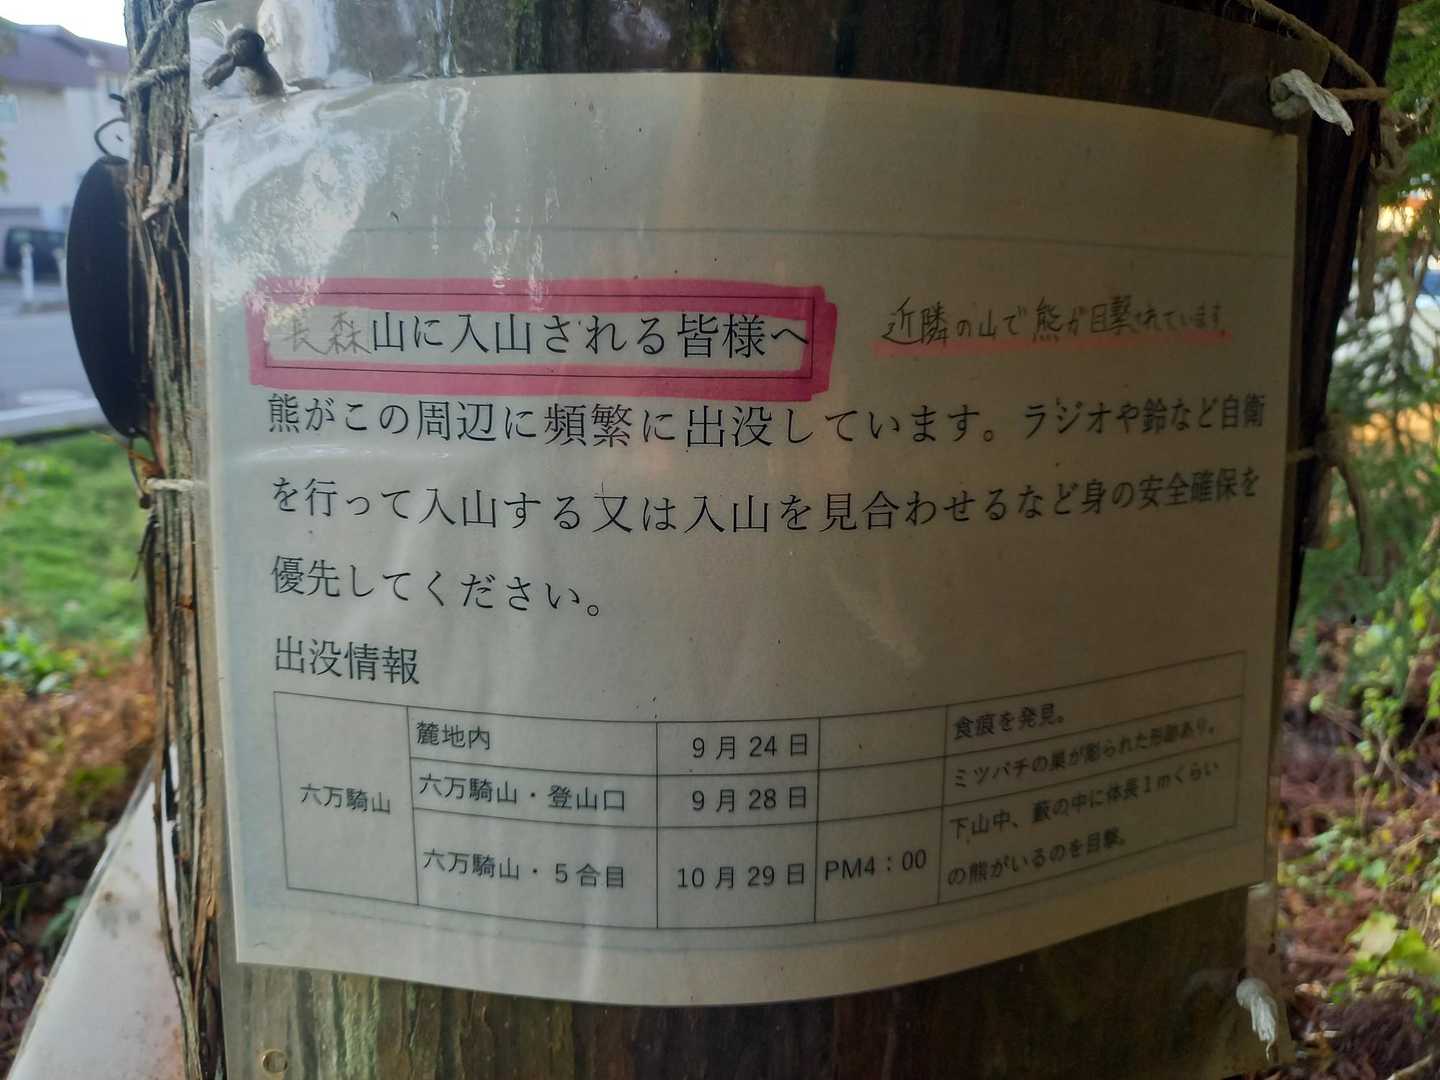 長森山に入山される皆様へ
近隣の山で熊が目撃されています。
熊がこの周辺に頻繁に出没しています。ラジオや鈴など自衛
を行って入山する又は入山を見合わせるなど身の安全確保を
優先してください。
出没情報
六万騎山
麓地内 9月24日 食痕を発見。
六万騎山・登山口 9月28日 ミツバチの巣が彫られた形跡あり。
六万騎山・5合目 10月29日 PM4：00 下山中、藪の中に体長1mくらい
の熊がいるのを目撃。